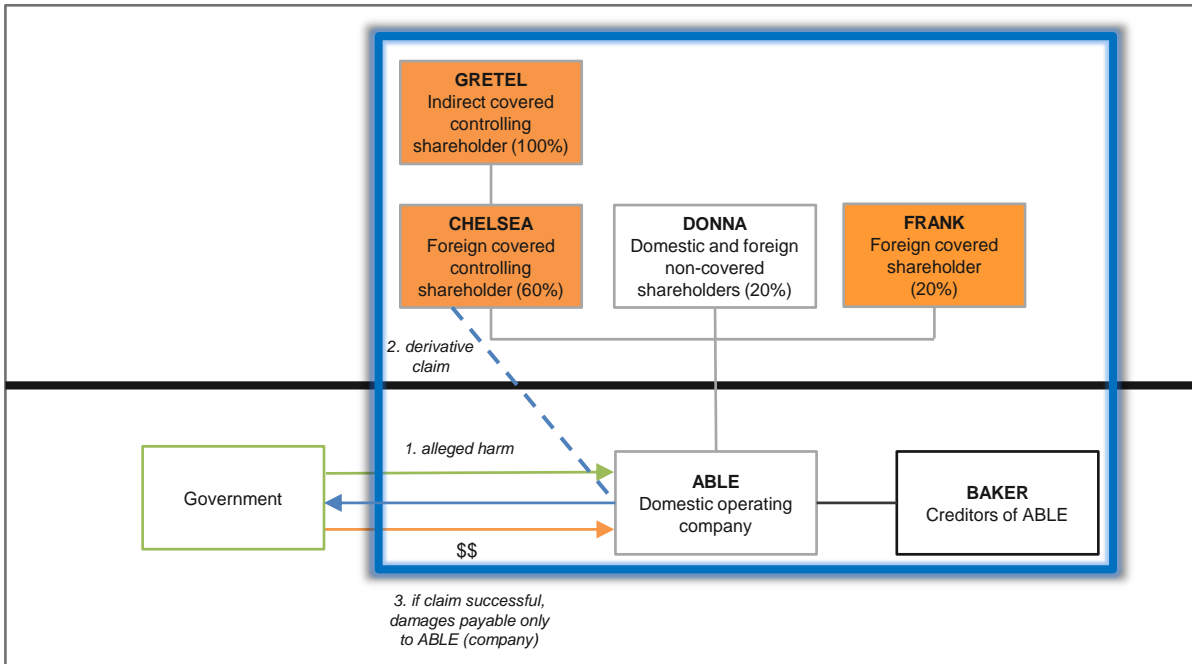 GRETEL
Indirect covered
controlling
shareholder (100%)
CHELSEA
Foreign covered
controlling
shareholder (60%)
DONNA
Domestic and foreign
non-covered
shareholders (20%)
FRANK
Foreign covered
shareholder
(20%)
2. derivative
claim
1. alleged harm
Government
ABLE
Domestic operating
company
BAKER
Creditors of ABLE
$$
3. if claim successful,
damages payable only
to ABLE (company)